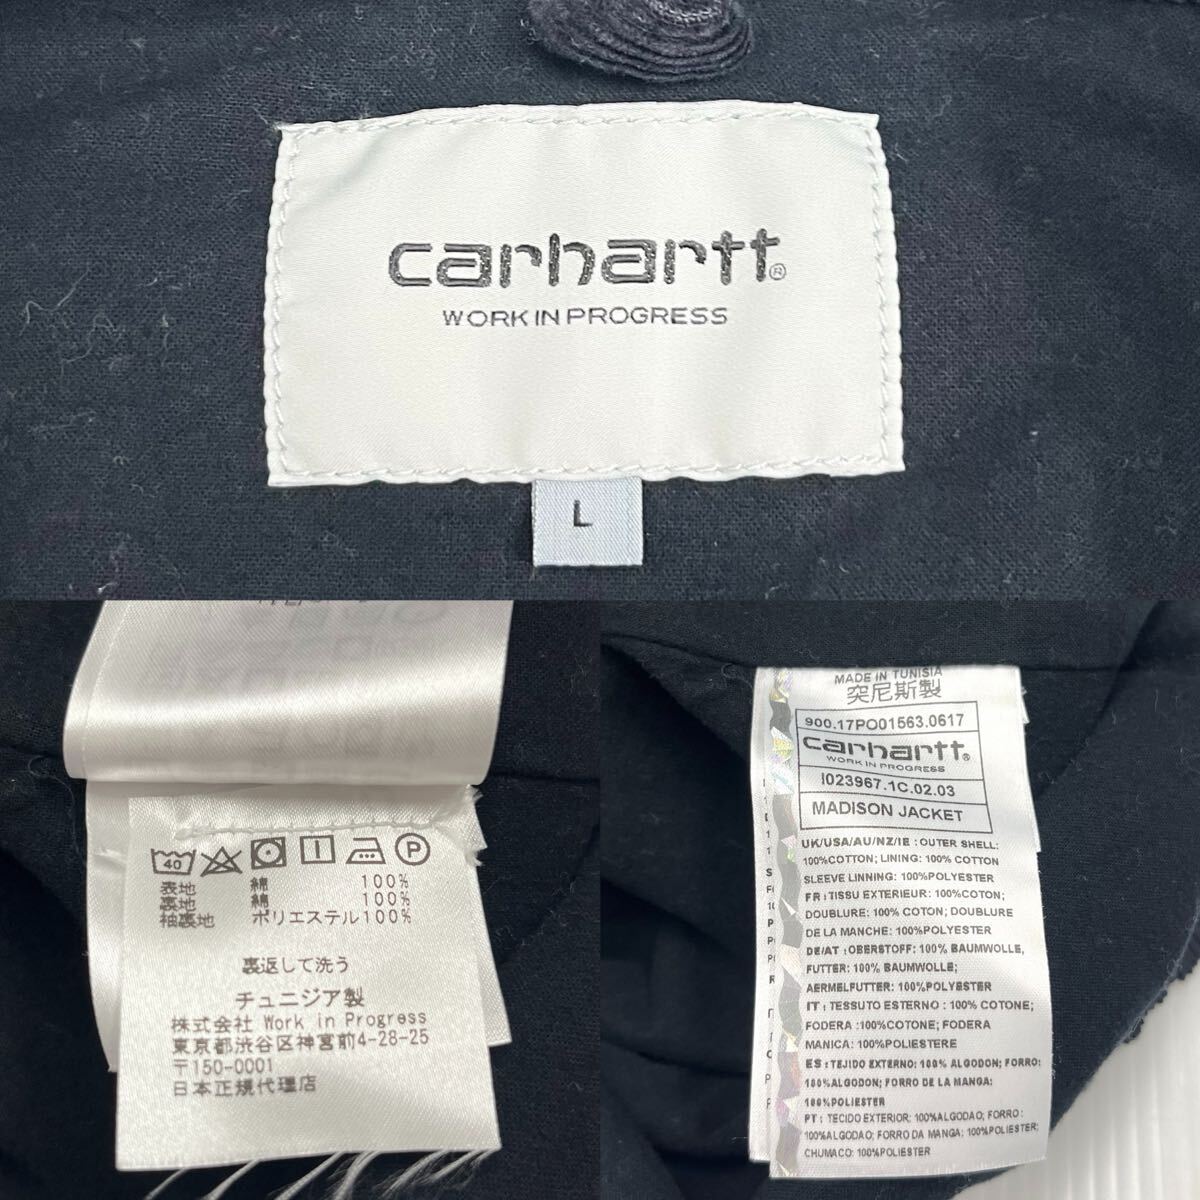 carhartt®
WORK IN PROGRESS
L
40
P
表地 綿 100%
裏地 綿 100%
袖裏地 ポリエステル100%
裏返して洗う
チュニジア製
株式会社 Work in Progress
東京都渋谷区神宮前4-28-25
〒150-0001
日本正規代理店
MADE IN TUNISIA
突尼斯製
900.17PO01563.0617
carhartt®
WORK IN PROGRESS
I023967.1C.02.03
MADISON JACKET
UK/USA/AU/NZ/IE : OUTER SHELL:
100%COTTON; LINING: 100% COTTON
SLEEVE LINING: 100%POLYESTER
FR : TISSU EXTERIEUR: 100%COTON;
DOUBLURE: 100% COTON; DOUBLURE
DE LA MANCHE: 100%POLYESTER
DE/AT : OBERSTOFF: 100% BAUMWOLLE,
FUTTER: 100% BAUMWOLLE;
AERMELFUTTER: 100%POLYESTER
IT : TESSUTO ESTERNO : 100% COTONE;
FODERA :100%COTONE; FODERA
MANICA: 100%POLIESTERE
ES : TEJIDO EXTERNO: 100% ALGODON; FORRO:
100%ALGODON; FORRO DE LA MANGA:
100%POLIESTER
PT : TECIDO EXTERIOR: 100%ALGODAO; FORRO:
100%ALGODAO; FORRO DA MANGA: 100%POLIESTER;
CHUMACO: 100%POLIESTER